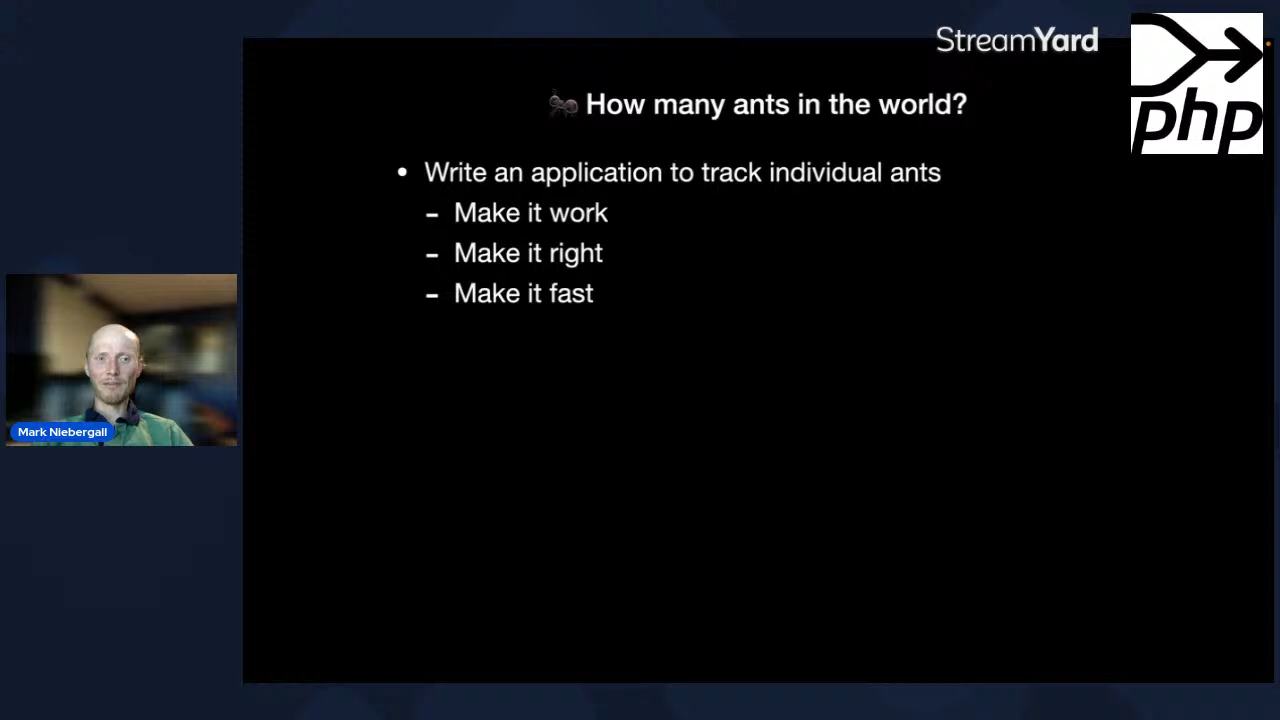 StreamYard
php
How many ants in the world?
• Write an application to track individual ants
- Make it work
- Make it right
- Make it fast
Mark Niebergall